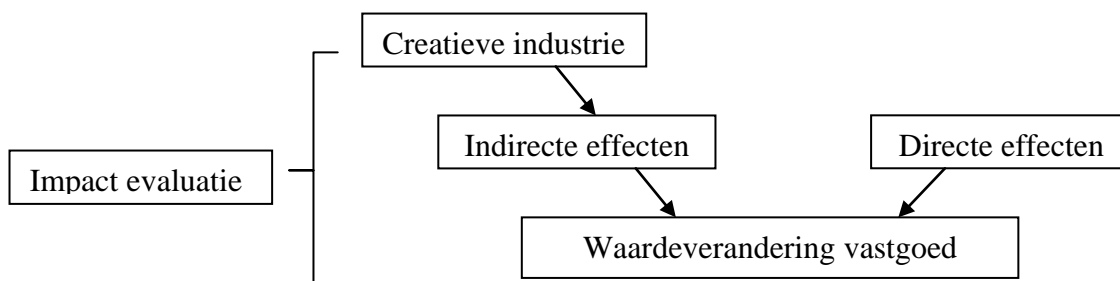 Creatieve industrie
Indirecte effecten
Directe effecten
Impact evaluatie
Waardeverandering vastgoed